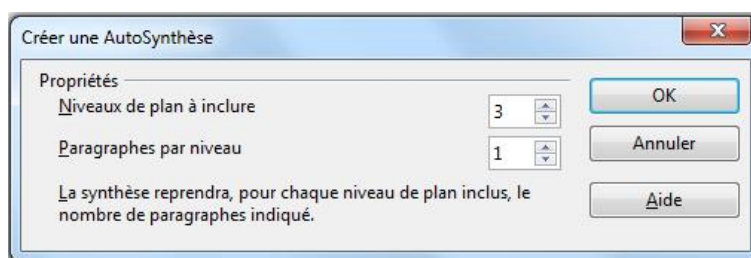 Créer une AutoSynthèse
Propriétés
Niveaux de plan à inclure 3
Paragraphes par niveau 1
La synthèse reprendra, pour chaque niveau de plan inclus, le
nombre de paragraphes indiqué.
OK
Annuler
Aide